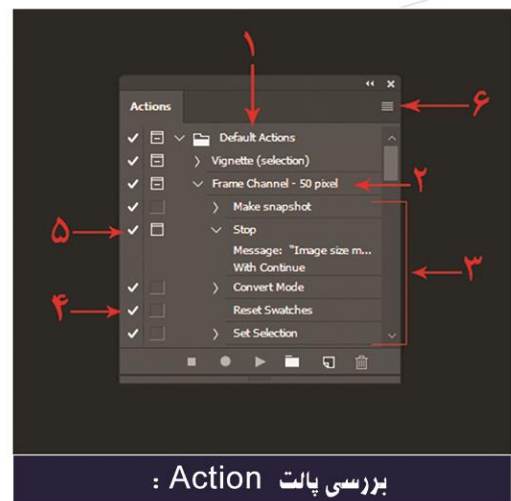 ۱
Actions
۶
Default Actions
Vignette (selection)
Frame Channel - 50 pixel
۲
Make snapshot
۵
Stop
Message: "Image size m...
With Continue
۳
Convert Mode
۴
Reset Swatches
Set Selection
بررسی پالت Action :